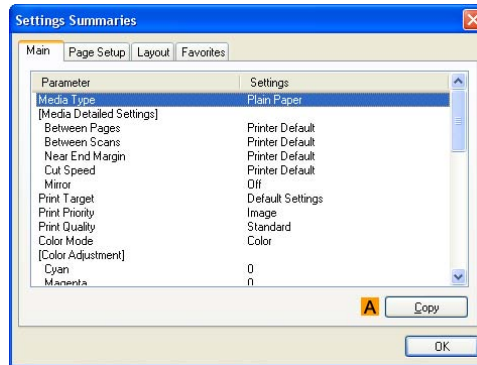 Settings Summaries
Main Page Setup Layout Favorites
Parameter Settings
Media Type Plain Paper
[Media Detailed Settings]
Between Pages Printer Default
Between Scans Printer Default
Near End Margin Printer Default
Cut Speed Printer Default
Mirror Off
Print Target Default Settings
Print Priority Image
Print Quality Standard
Color Mode Color
[Color Adjustment]
Cyan 0
Magenta 0
A Copy
OK